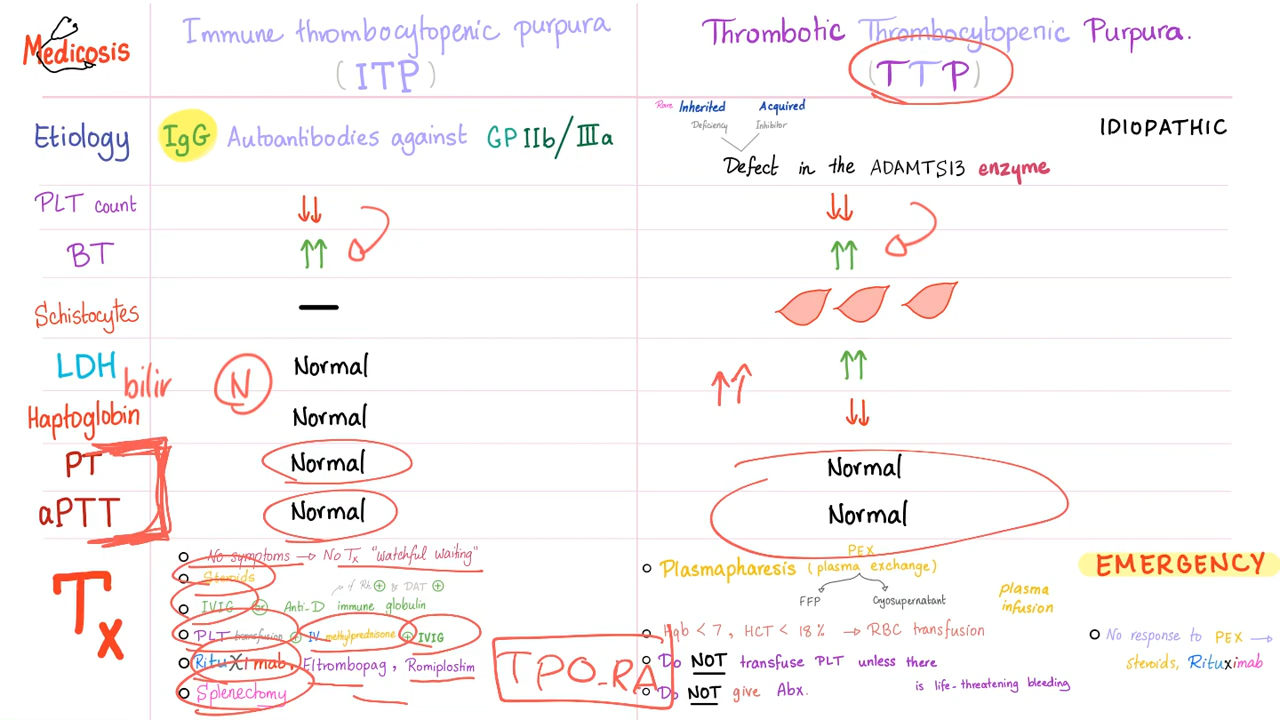 Medicosis
Immune thrombocytopenic purpura
(ITP)
Thrombotic Thrombocytopenic Purpura.
(TTP)
Etiology
IgG Autoantibodies against GP IIb/IIIa
Rare Inherited Acquired
Deficiency Inhibitor
Defect in the ADAMTS13 enzyme
IDIOPATHIC
PLT count
↓↓
↓↓
BT
↑↑
↑↑
Schistocytes
—
LDH
bilir
N
Normal
↑↑
↑↑
Haptoglobin
Normal
↓↓
PT
Normal
Normal
aPTT
Normal
Normal
Tx
No symptoms → No Tx "watchful waiting"
Steroids
if Rh ⊕ & DAT ⊕
IVIG or Anti-D immune globulin
PLT transfusion ⊕ IV methylprednisone ⊕ IVIG
RituXimab, Eltrombopag, Romiplostim
Splenectomy
TPO-RA
PEX
Plasmapharesis (plasma exchange)
FFP Cyosupernatant
plasma
infusion
Hgb < 7, HCT < 18% → RBC transfusion
Do NOT transfuse PLT unless there
is life-threatening bleeding
Do NOT give Abx.
EMERGENCY
No response to PEX →
steroids, Rituximab